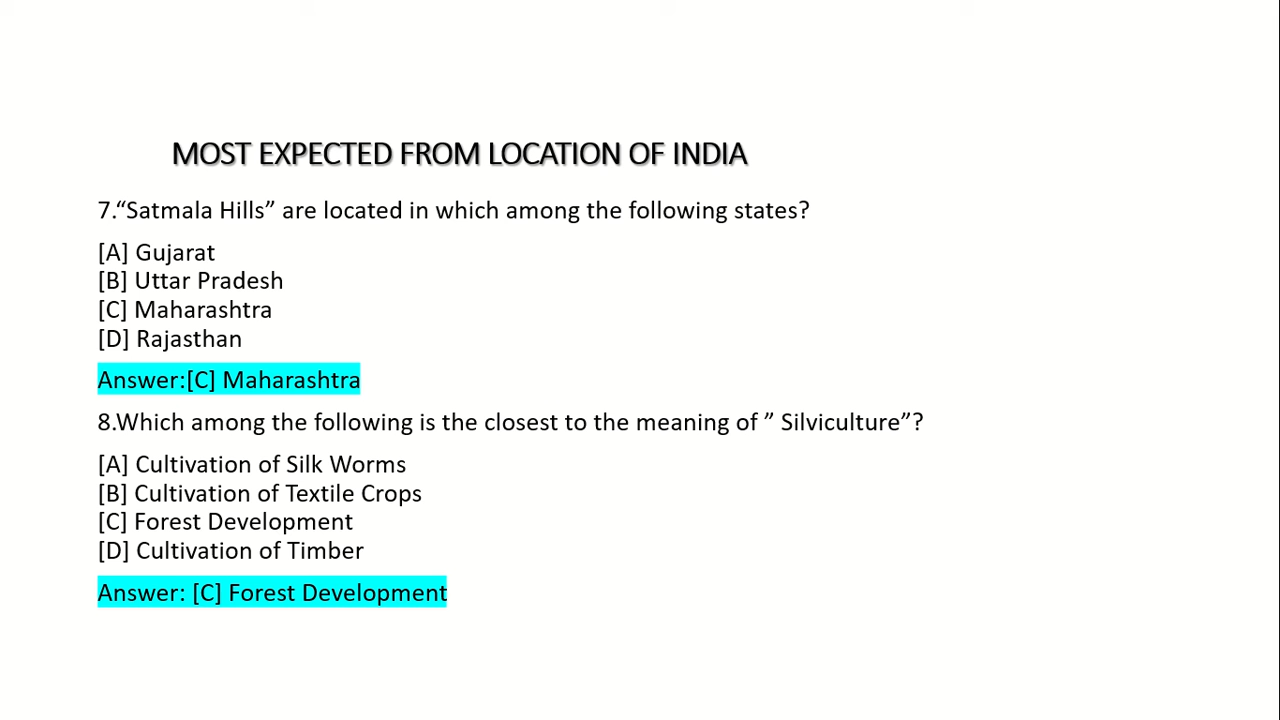 MOST EXPECTED FROM LOCATION OF INDIA
7.“Satmala Hills” are located in which among the following states?
[A] Gujarat
[B] Uttar Pradesh
[C] Maharashtra
[D] Rajasthan
Answer:[C] Maharashtra
8.Which among the following is the closest to the meaning of ” Silviculture”?
[A] Cultivation of Silk Worms
[B] Cultivation of Textile Crops
[C] Forest Development
[D] Cultivation of Timber
Answer: [C] Forest Development